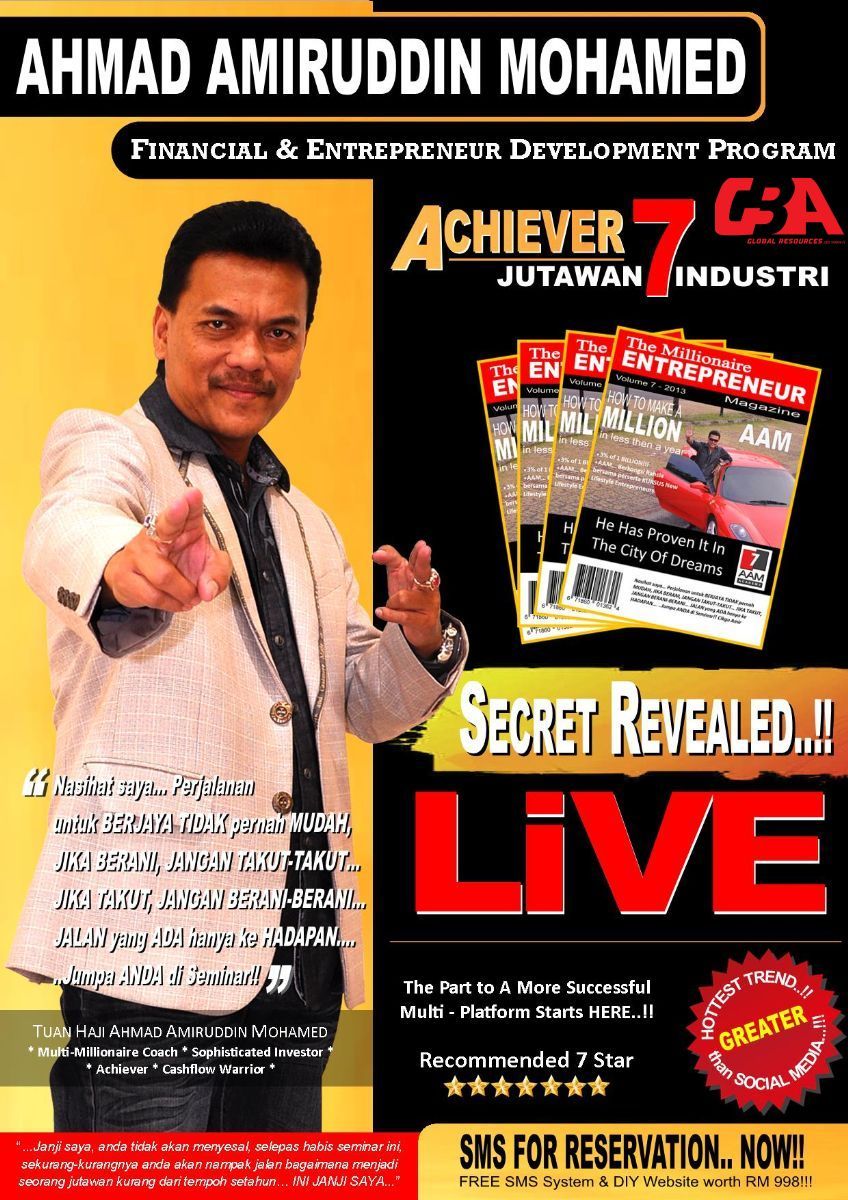 AHMAD AMIRUDDIN MOHAMED
FINANCIAL & ENTREPRENEUR DEVELOPMENT PROGRAM
GBA
GLOBAL RESOURCES
ACHIEVER 7
JUTAWAN INDUSTRI
The Millionaire
ENTREPRENEUR
Magazine
Volume 7 - 2013
HOW TO MAKE A
MILLION
in less then a year
AAM
He Has Proven It In
The City Of Dreams
7
AAM
SECRET REVEALED..!!
LiVE
“ Nasihat saya... Perjalanan
untuk BERJAYA TIDAK pernah MUDAH,
JIKA BERANI, JANGAN TAKUT-TAKUT...
JIKA TAKUT, JANGAN BERANI-BERANI...
JALAN yang ADA hanya ke HADAPAN....
..Jumpa ANDA di Seminar!! ”
TUAN HAJI AHMAD AMIRUDDIN MOHAMED
* Multi-Millionaire Coach * Sophisticated Investor *
* Achiever * Cashflow Warrior *
The Part to A More Successful
Multi - Platform Starts HERE..!!
Recommended 7 Star
HOTTEST TREND..!!
GREATER
than SOCIAL MEDIA...!!
“ ...Janji saya, anda tidak akan menyesal, selepas habis seminar ini,
sekurang-kurangnya anda akan nampak jalan bagaimana menjadi
seorang jutawan kurang dari tempoh setahun... INI JANJI SAYA...”
SMS FOR RESERVATION.. NOW!!
FREE SMS System & DIY Website worth RM 998!!!